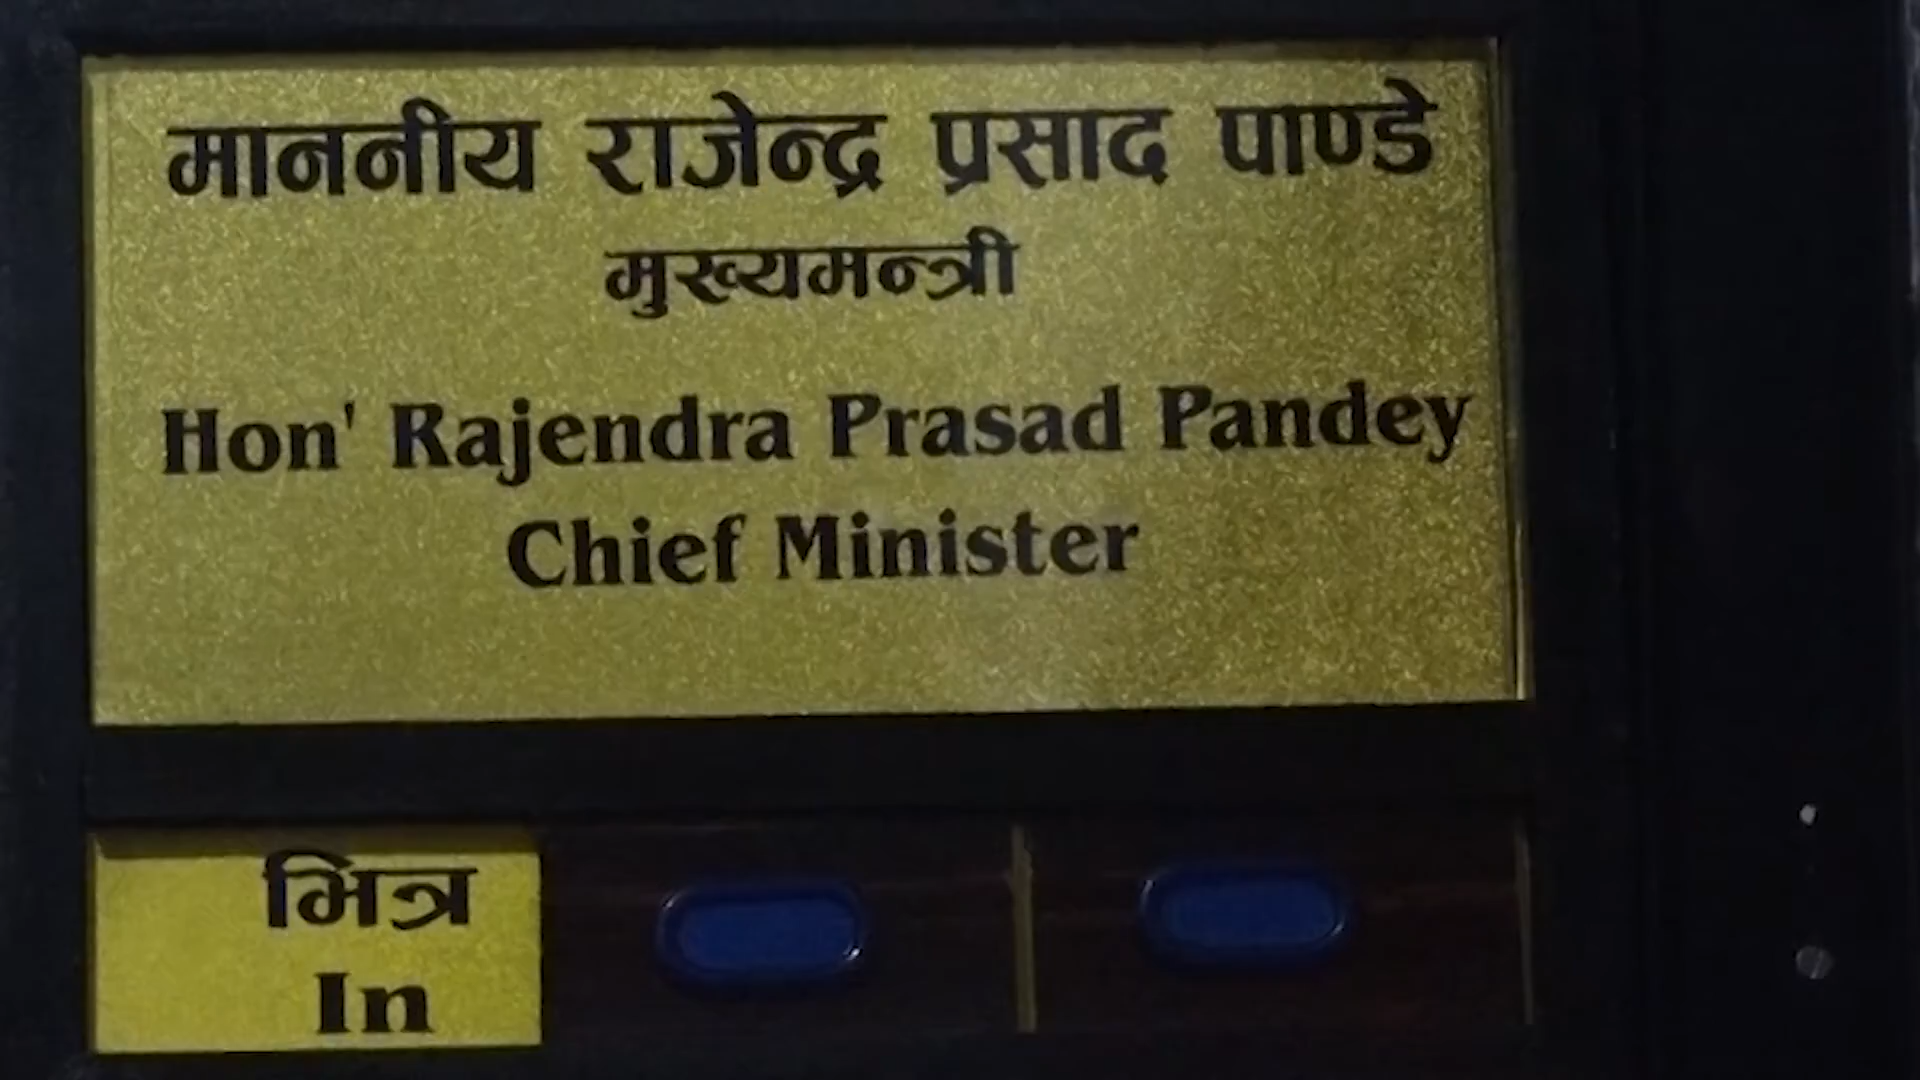 माननीय राजेन्द्र प्रसाद पाण्डे
मुख्यमन्त्री
Hon' Rajendra Prasad Pandey
Chief Minister
भित्र
In